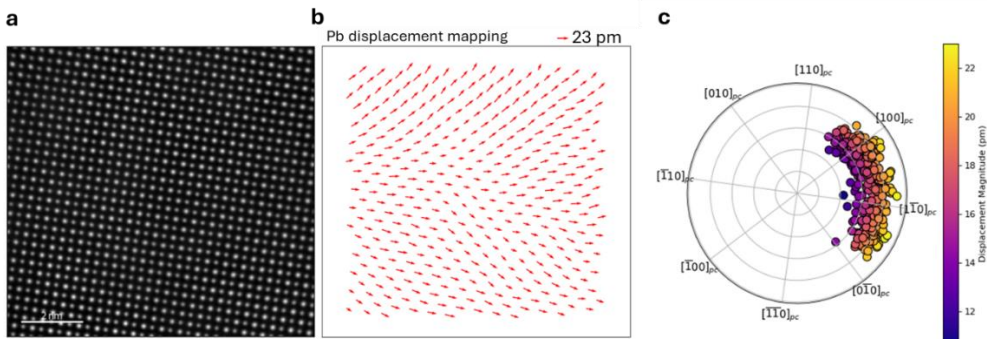 a
b
c
Pb displacement mapping → 23 pm
2 nm
[110]pc
[010]pc
[100]pc
[1̅10]pc
[11̅0]pc
[1̅00]pc
[01̅0]pc
[1̅1̅0]pc
22
20
18
16
14
12
Displacement Magnitude (pm)